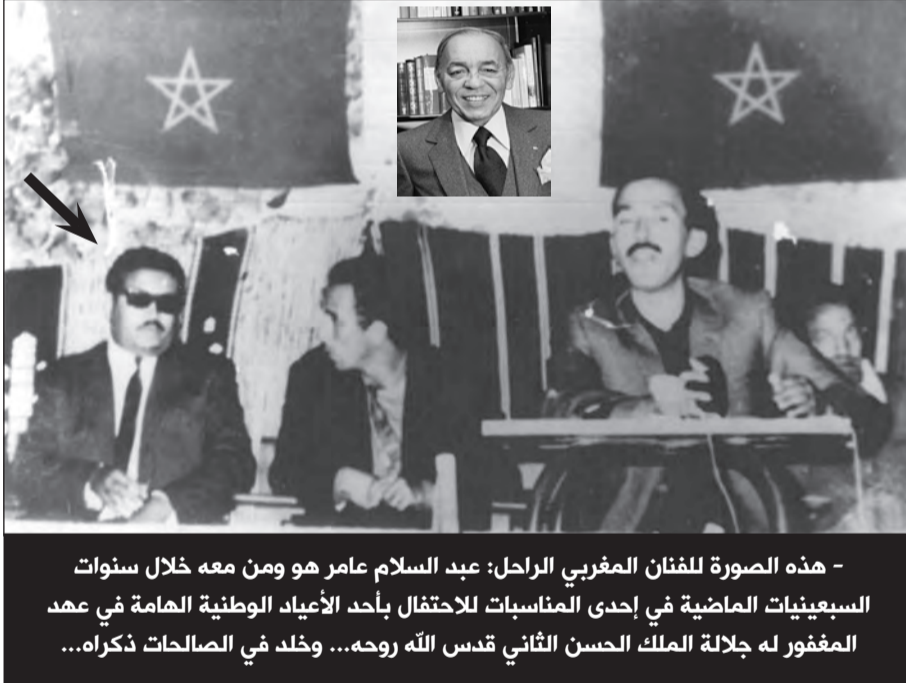 - هذه الصورة للفنان المغربي الراحل: عبد السلام عامر هو ومن معه خلال سنوات
السبعينيات الماضية في إحدى المناسبات للاحتفال بأحد الأعياد الوطنية الهامة في عهد
المغفور له جلالة الملك الحسن الثاني قدس الله روحه... وخلد في الصالحات ذكراه...